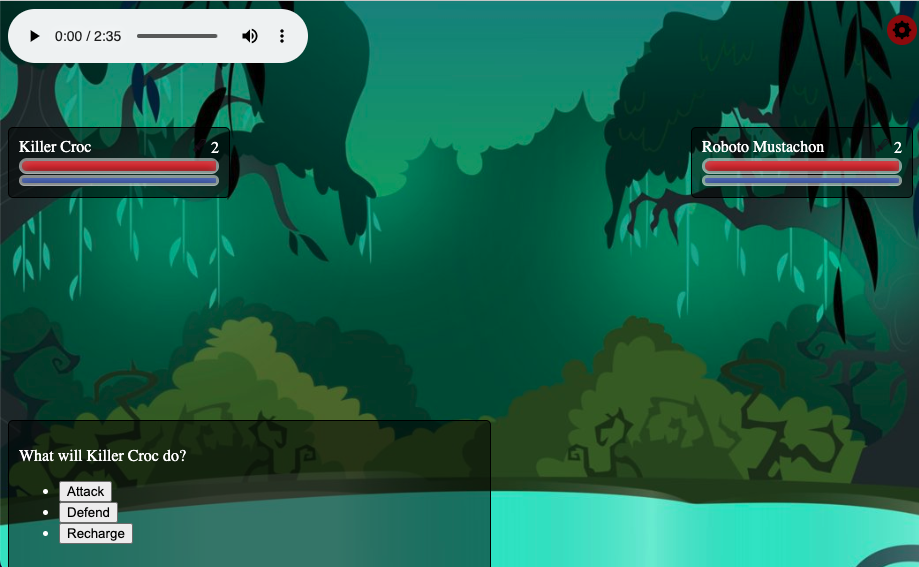 0:00 / 2:35
Killer Croc 2
Roboto Mustachon 2
What will Killer Croc do?
Attack
Defend
Recharge